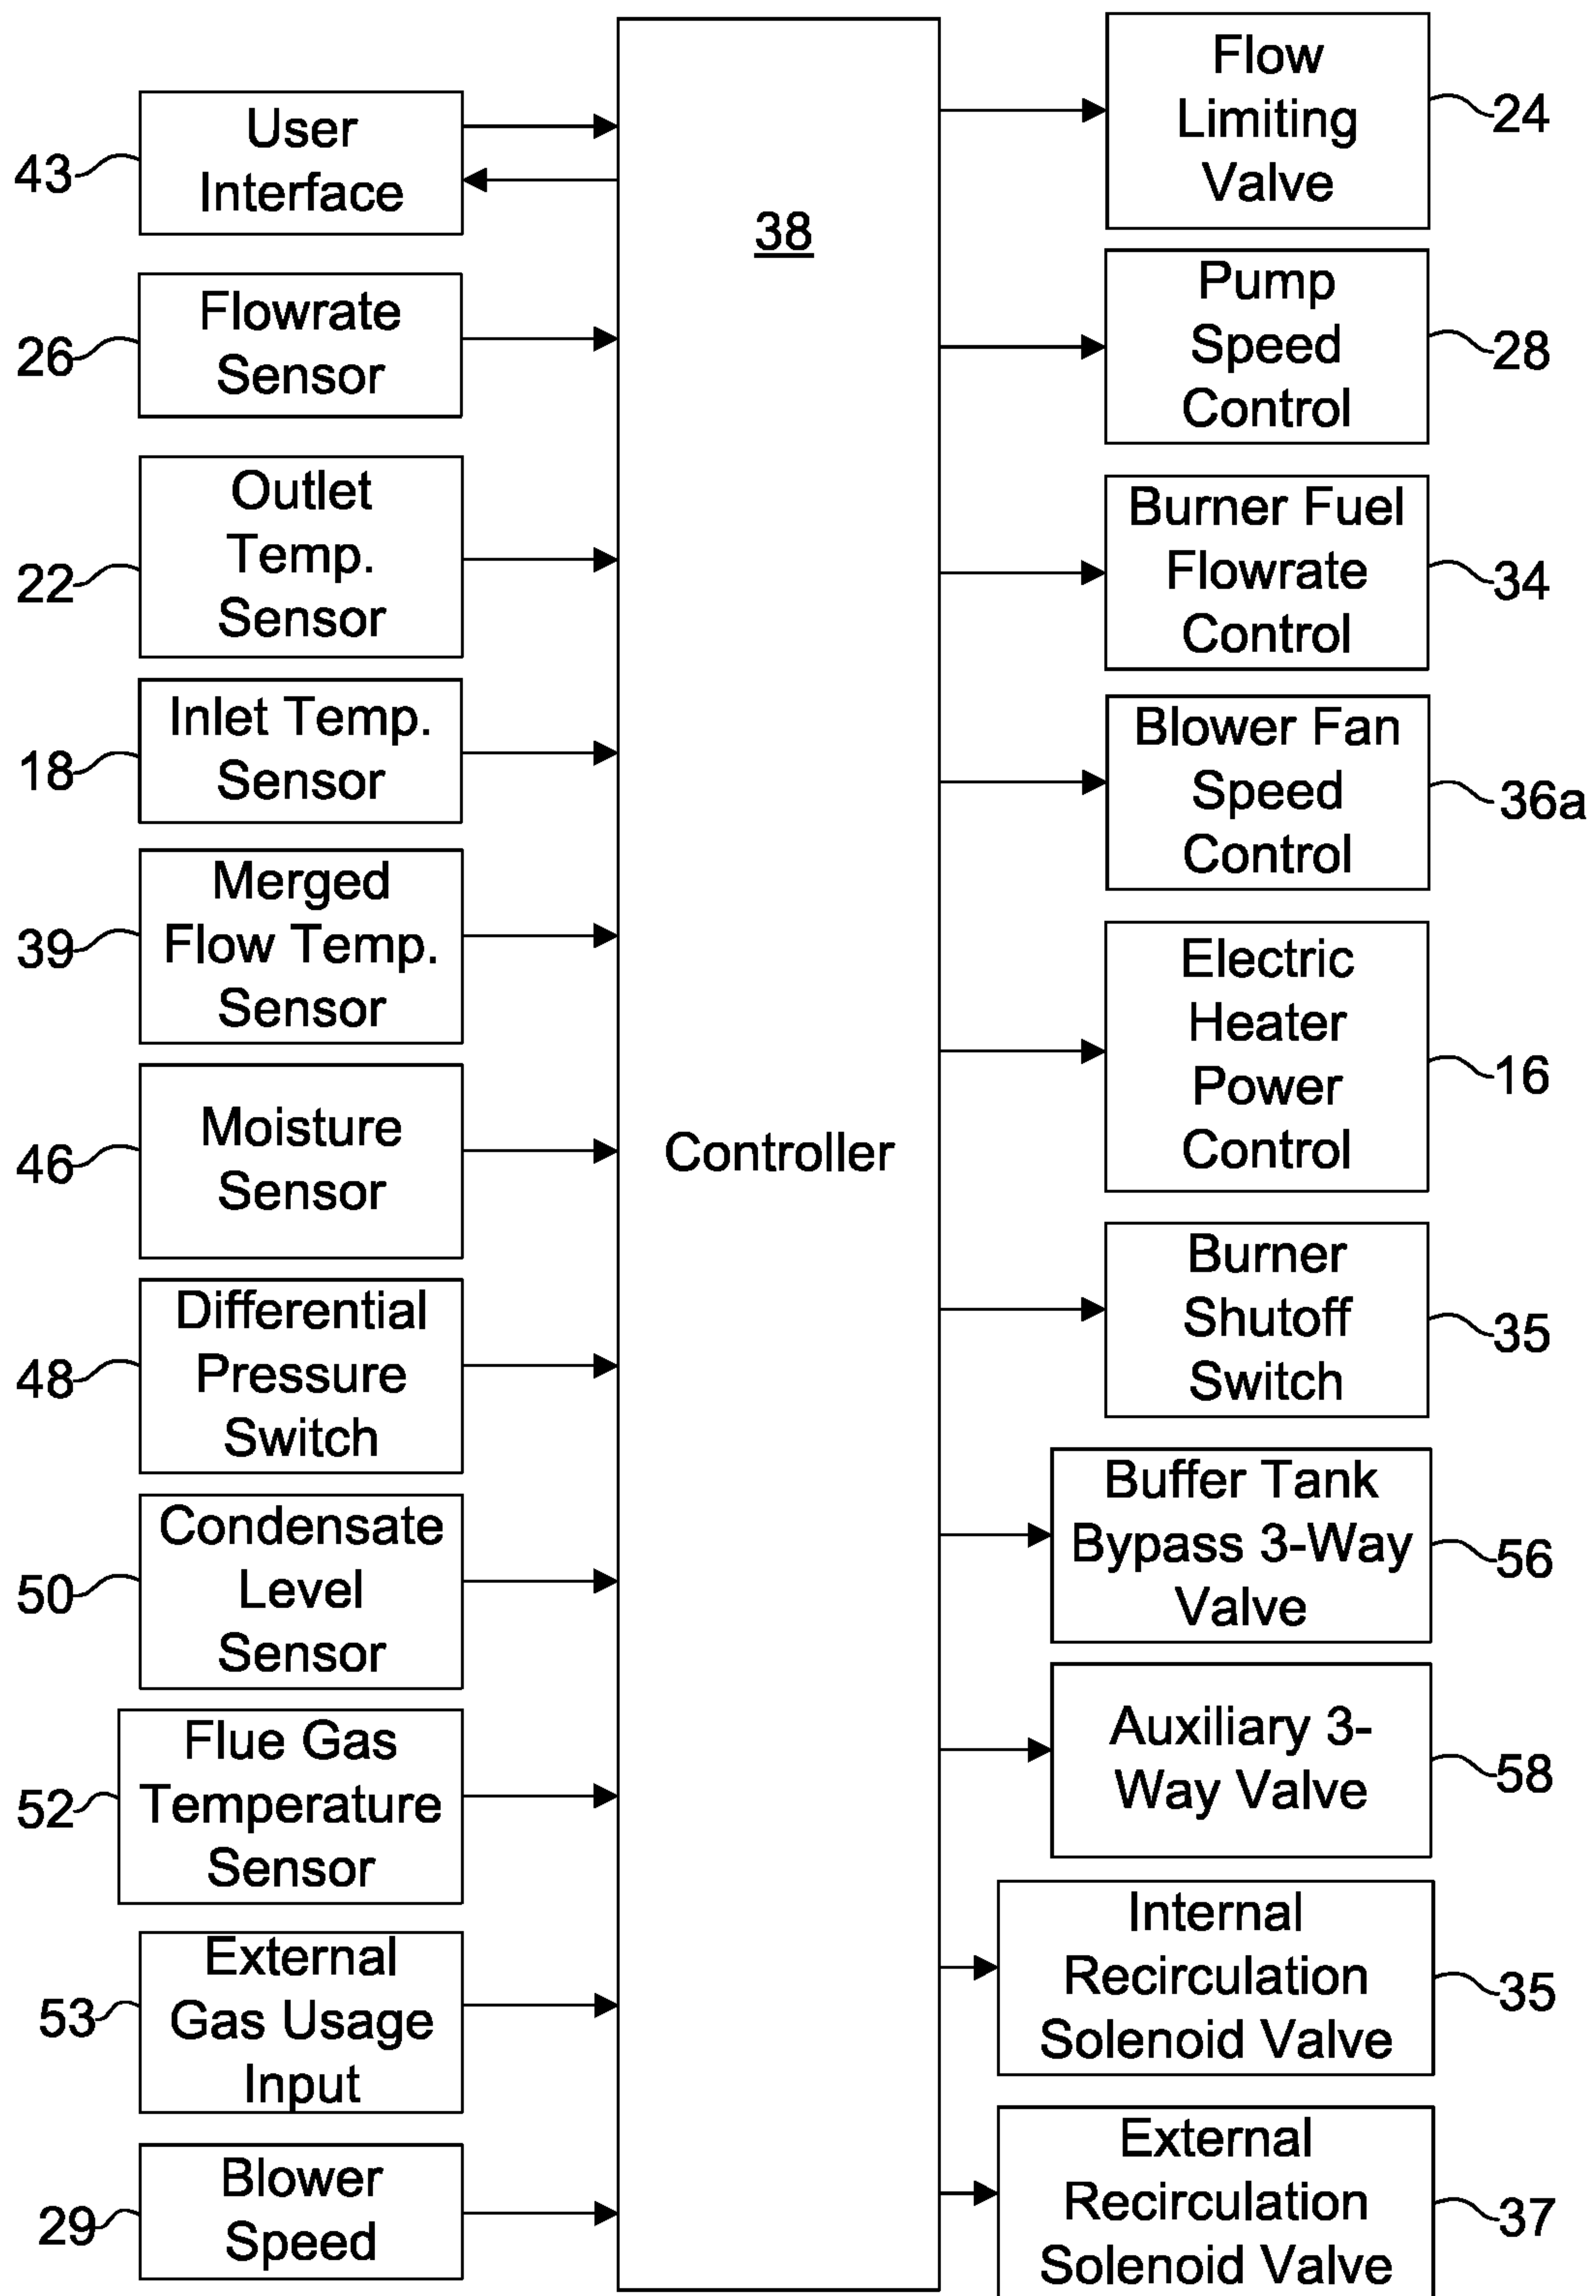 43
User
Interface
26
Flowrate
Sensor
22
Outlet
Temp.
Sensor
18
Inlet Temp.
Sensor
39
Merged
Flow Temp.
Sensor
46
Moisture
Sensor
48
Differential
Pressure
Switch
50
Condensate
Level
Sensor
52
Flue Gas
Temperature
Sensor
53
External
Gas Usage
Input
29
Blower
Speed
38
Controller
Flow
Limiting
Valve
24
Pump
Speed
Control
28
Burner Fuel
Flowrate
Control
34
Blower Fan
Speed
Control
36a
Electric
Heater
Power
Control
16
Burner
Shutoff
Switch
35
Buffer Tank
Bypass 3-Way
Valve
56
Auxiliary 3-
Way Valve
58
Internal
Recirculation
Solenoid Valve
35
External
Recirculation
Solenoid Valve
37